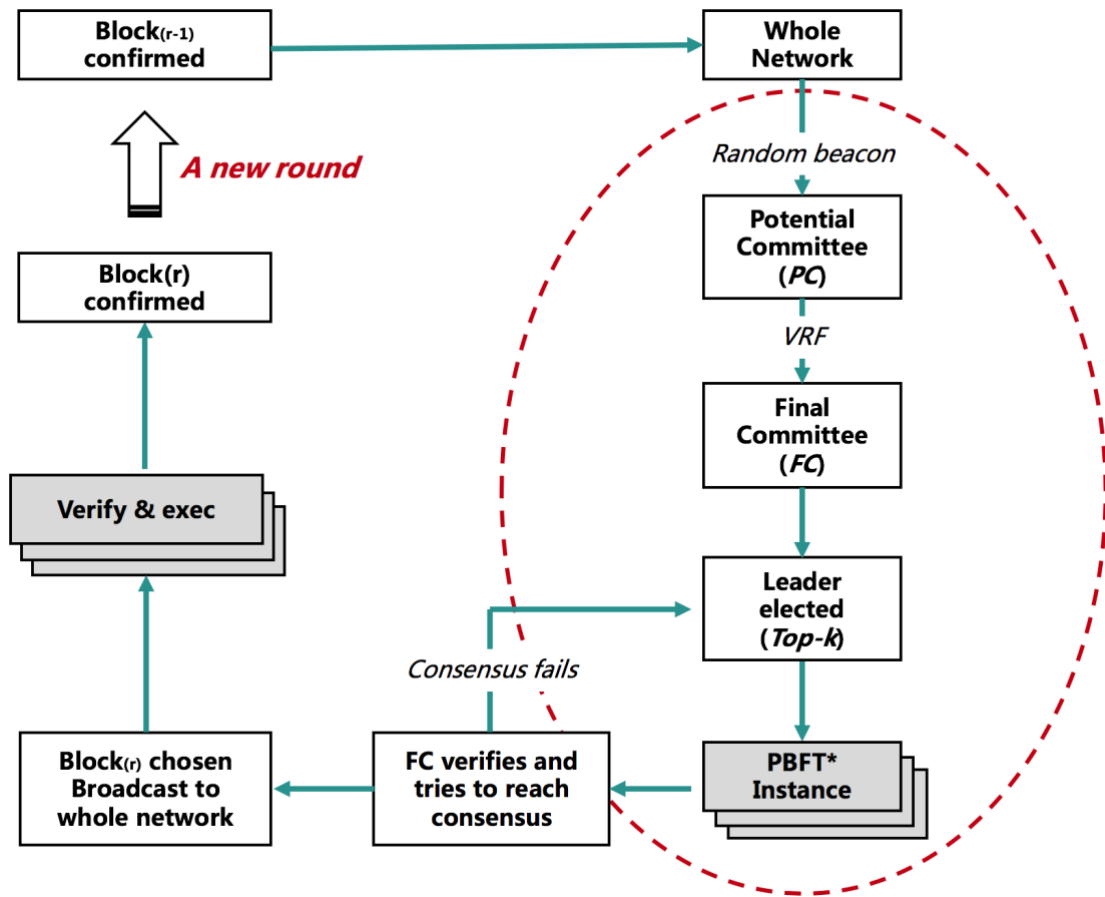 Block(r-1)
confirmed
Whole
Network
Random beacon
A new round
Potential
Committee
(PC)
Block(r)
confirmed
VRF
Final
Committee
(FC)
Verify & exec
Leader
elected
(Top-k)
Consensus fails
Block(r) chosen
Broadcast to
whole network
FC verifies and
tries to reach
consensus
PBFT*
Instance